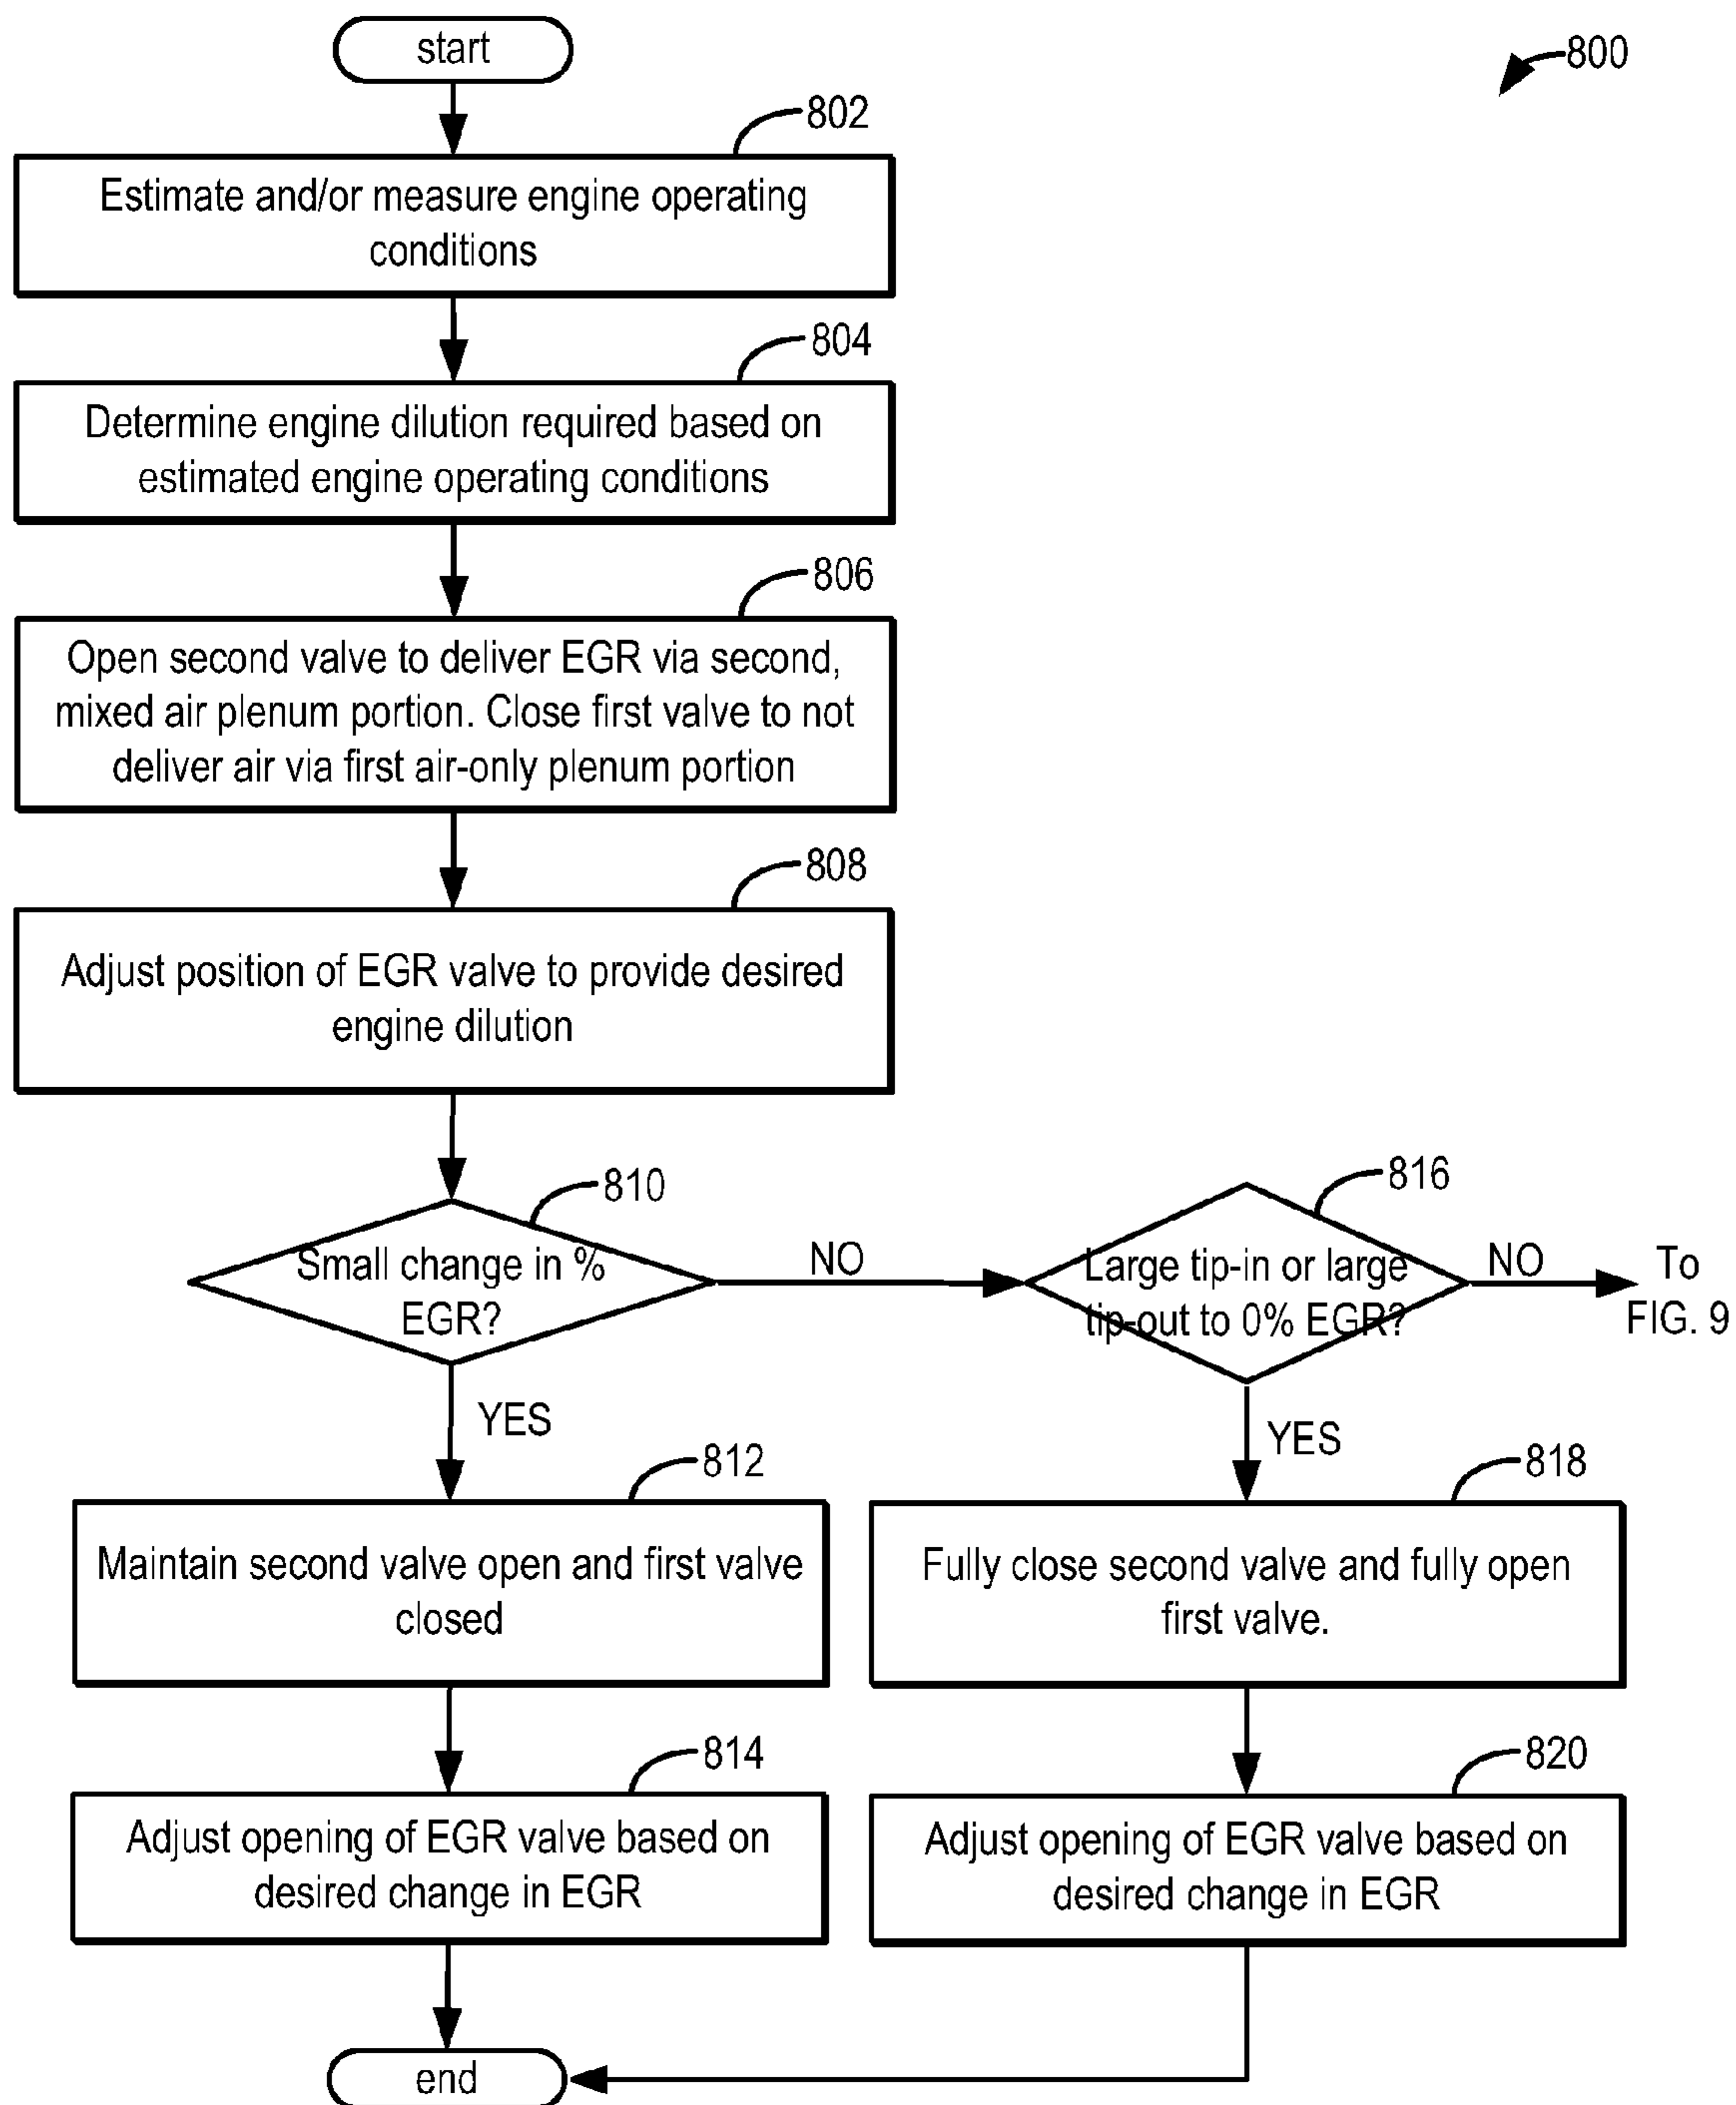 start
800
802
Estimate and/or measure engine operating
conditions
804
Determine engine dilution required based on
estimated engine operating conditions
806
Open second valve to deliver EGR via second,
mixed air plenum portion. Close first valve to not
deliver air via first air-only plenum portion
808
Adjust position of EGR valve to provide desired
engine dilution
810
Small change in %
EGR?
NO
816
Large tip-in or large
tip-out to 0% EGR?
NO
To
FIG. 9
YES
YES
812
Maintain second valve open and first valve
closed
818
Fully close second valve and fully open
first valve.
814
Adjust opening of EGR valve based on
desired change in EGR
820
Adjust opening of EGR valve based on
desired change in EGR
end